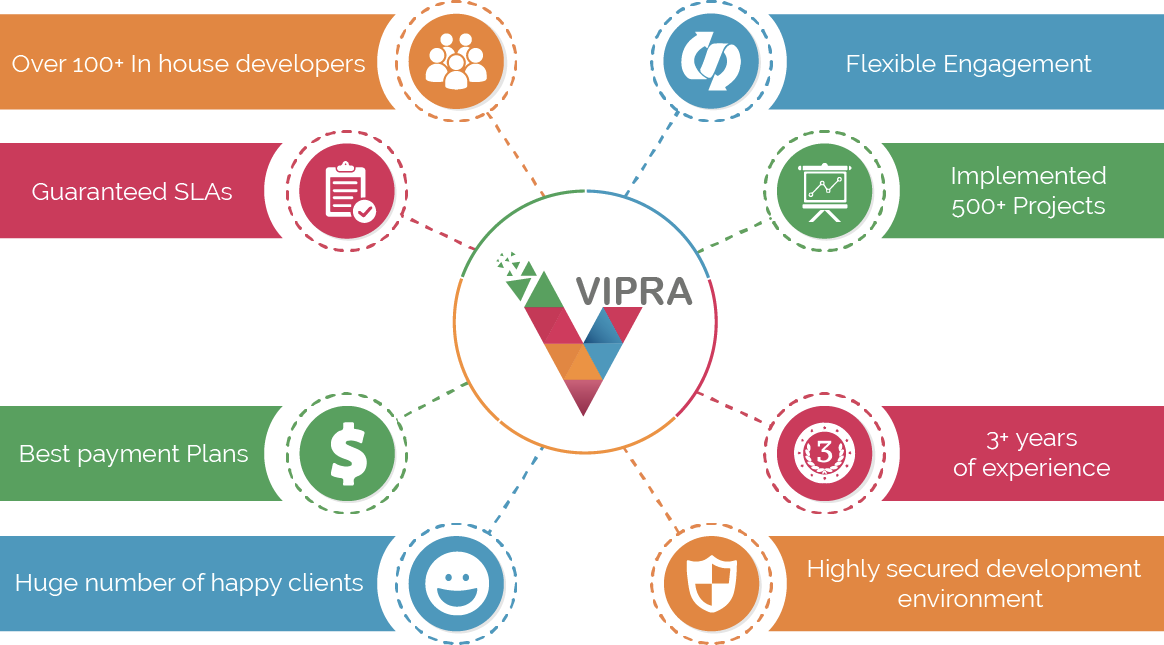 Over 100+ In house developers
Flexible Engagement
Guaranteed SLAs
Implemented
500+ Projects
VIPRA
Best payment Plans
3+ years
of experience
3
Huge number of happy clients
Highly secured development
environment